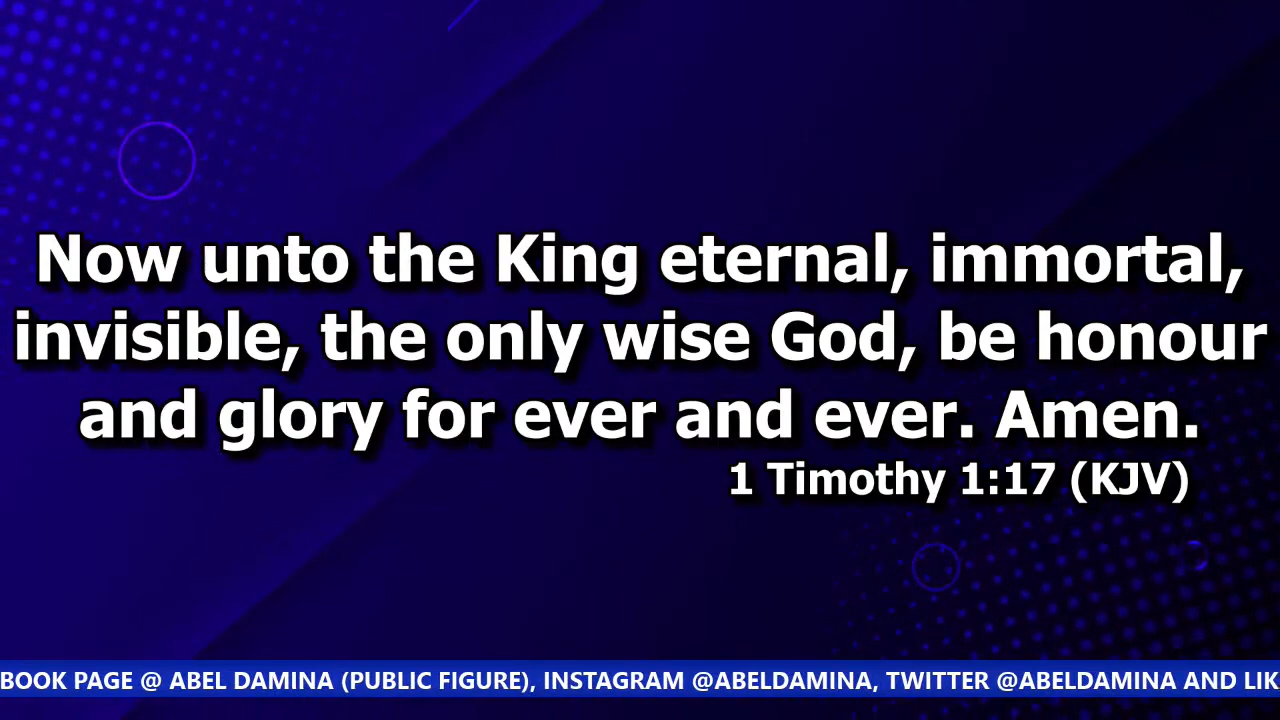 Now unto the King eternal, immortal,
invisible, the only wise God, be honour
and glory for ever and ever. Amen.
1 Timothy 1:17 (KJV)
BOOK PAGE @ ABEL DAMINA (PUBLIC FIGURE), INSTAGRAM @ABELDAMINA, TWITTER @ABELDAMINA AND LIK